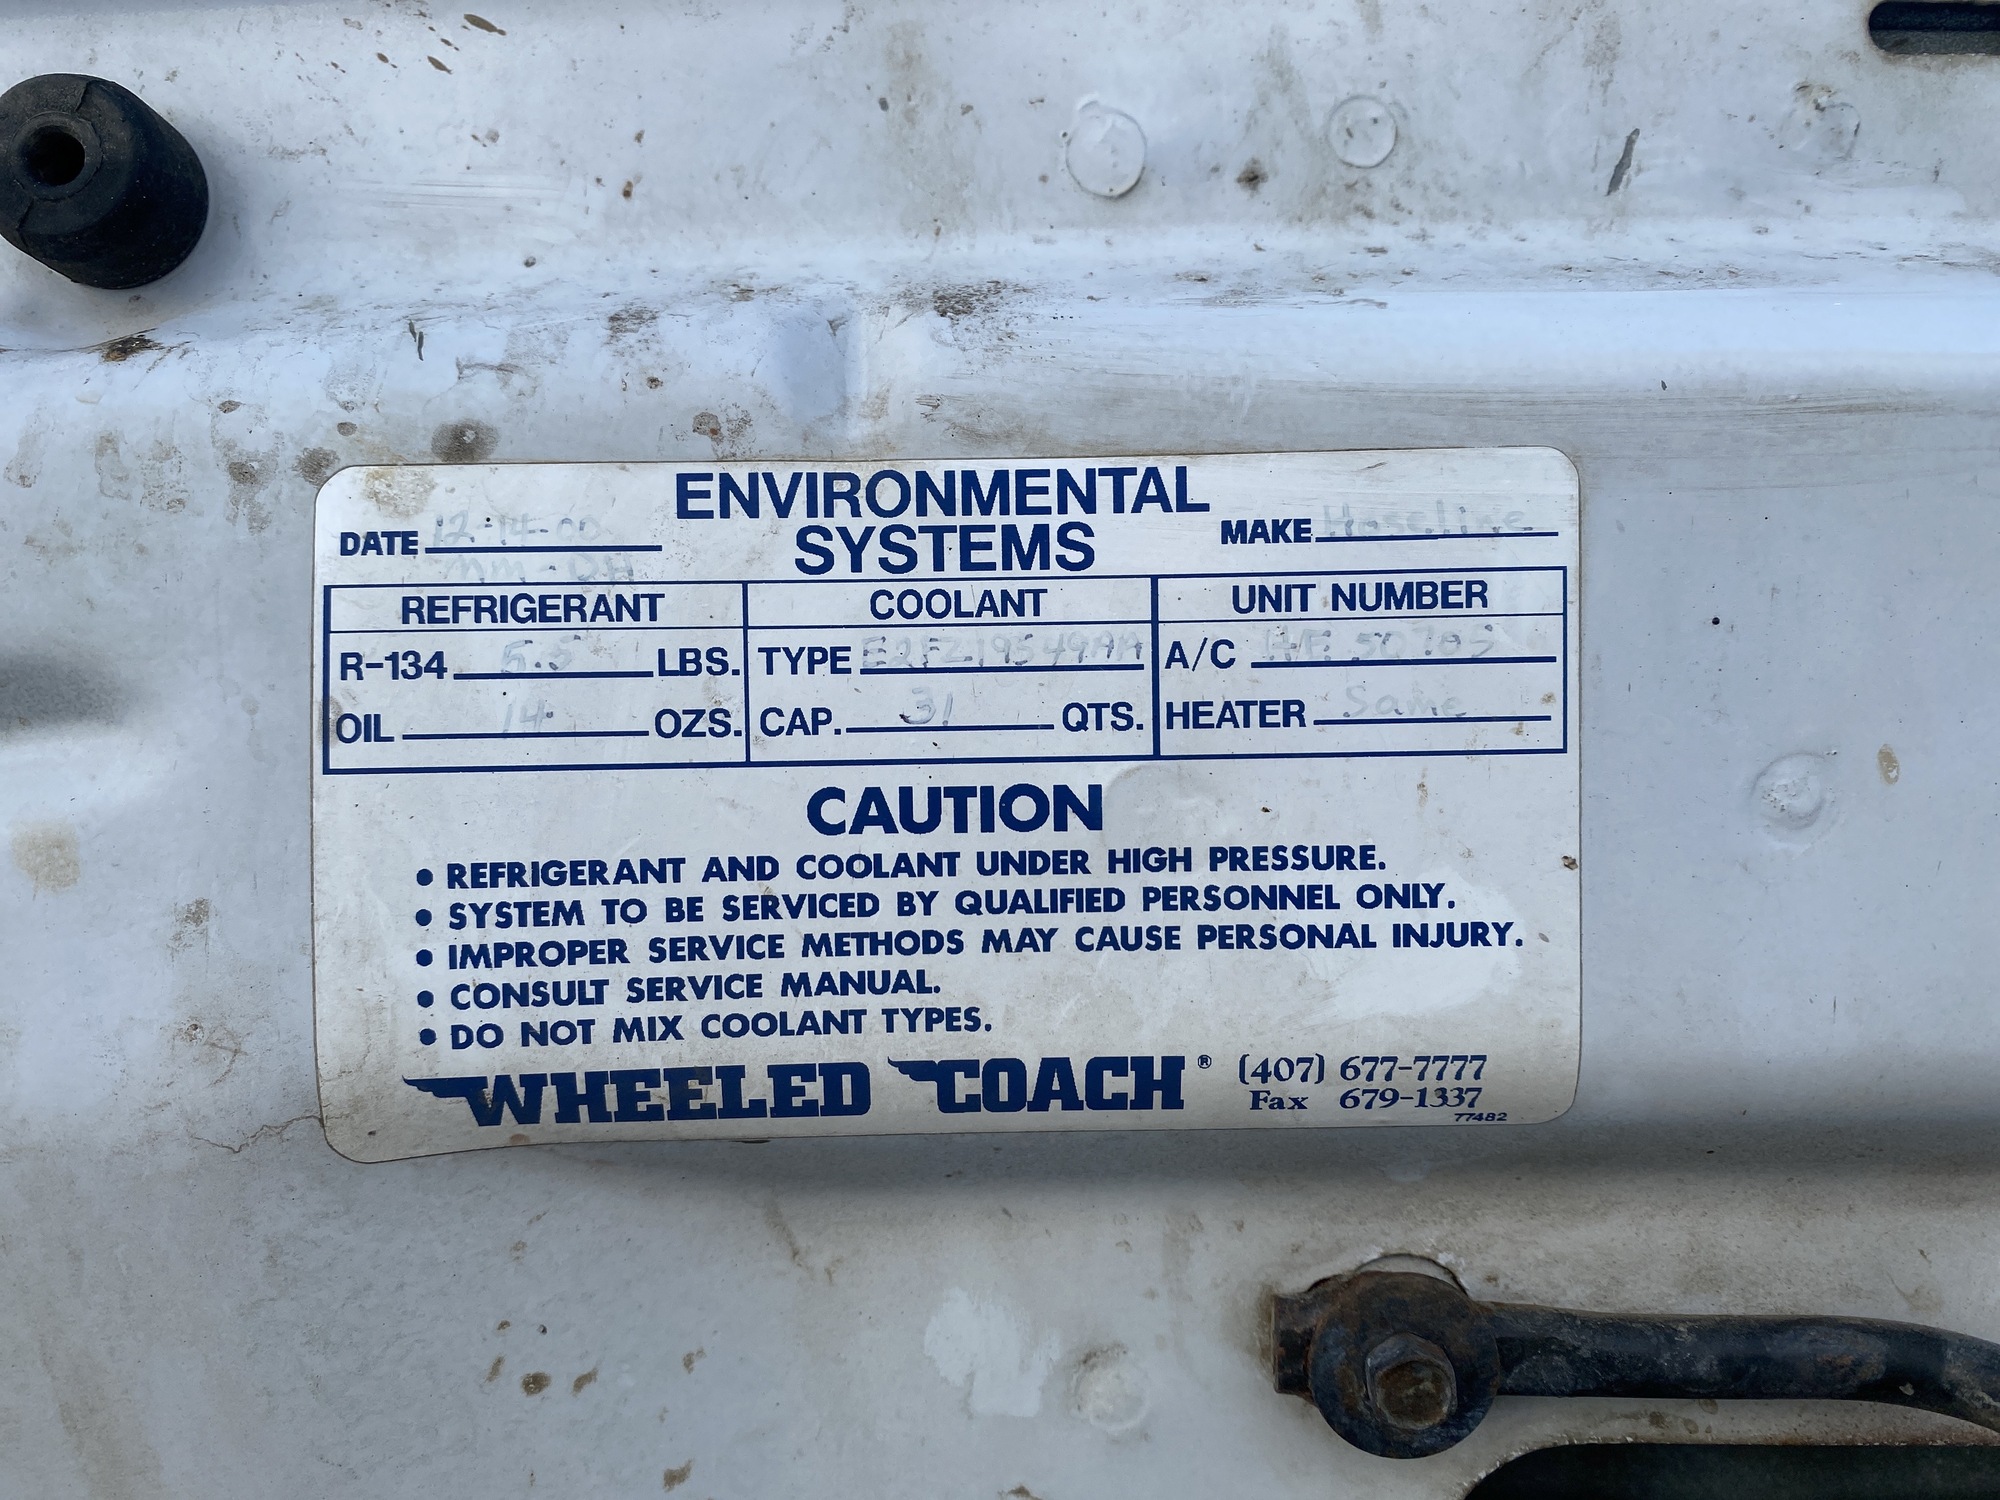 ENVIRONMENTAL
SYSTEMS
DATE 12-14-00
MAKE Hoseline
REFRIGERANT COOLANT UNIT NUMBER
R-134 5.5 LBS. TYPE E2FZ19549AA A/C
OIL 14 OZS. CAP. 31 QTS. HEATER Same
CAUTION
• REFRIGERANT AND COOLANT UNDER HIGH PRESSURE.
• SYSTEM TO BE SERVICED BY QUALIFIED PERSONNEL ONLY.
• IMPROPER SERVICE METHODS MAY CAUSE PERSONAL INJURY.
• CONSULT SERVICE MANUAL.
• DO NOT MIX COOLANT TYPES.
WHEELED COACH® (407) 677-7777
Fax 679-1337
77482